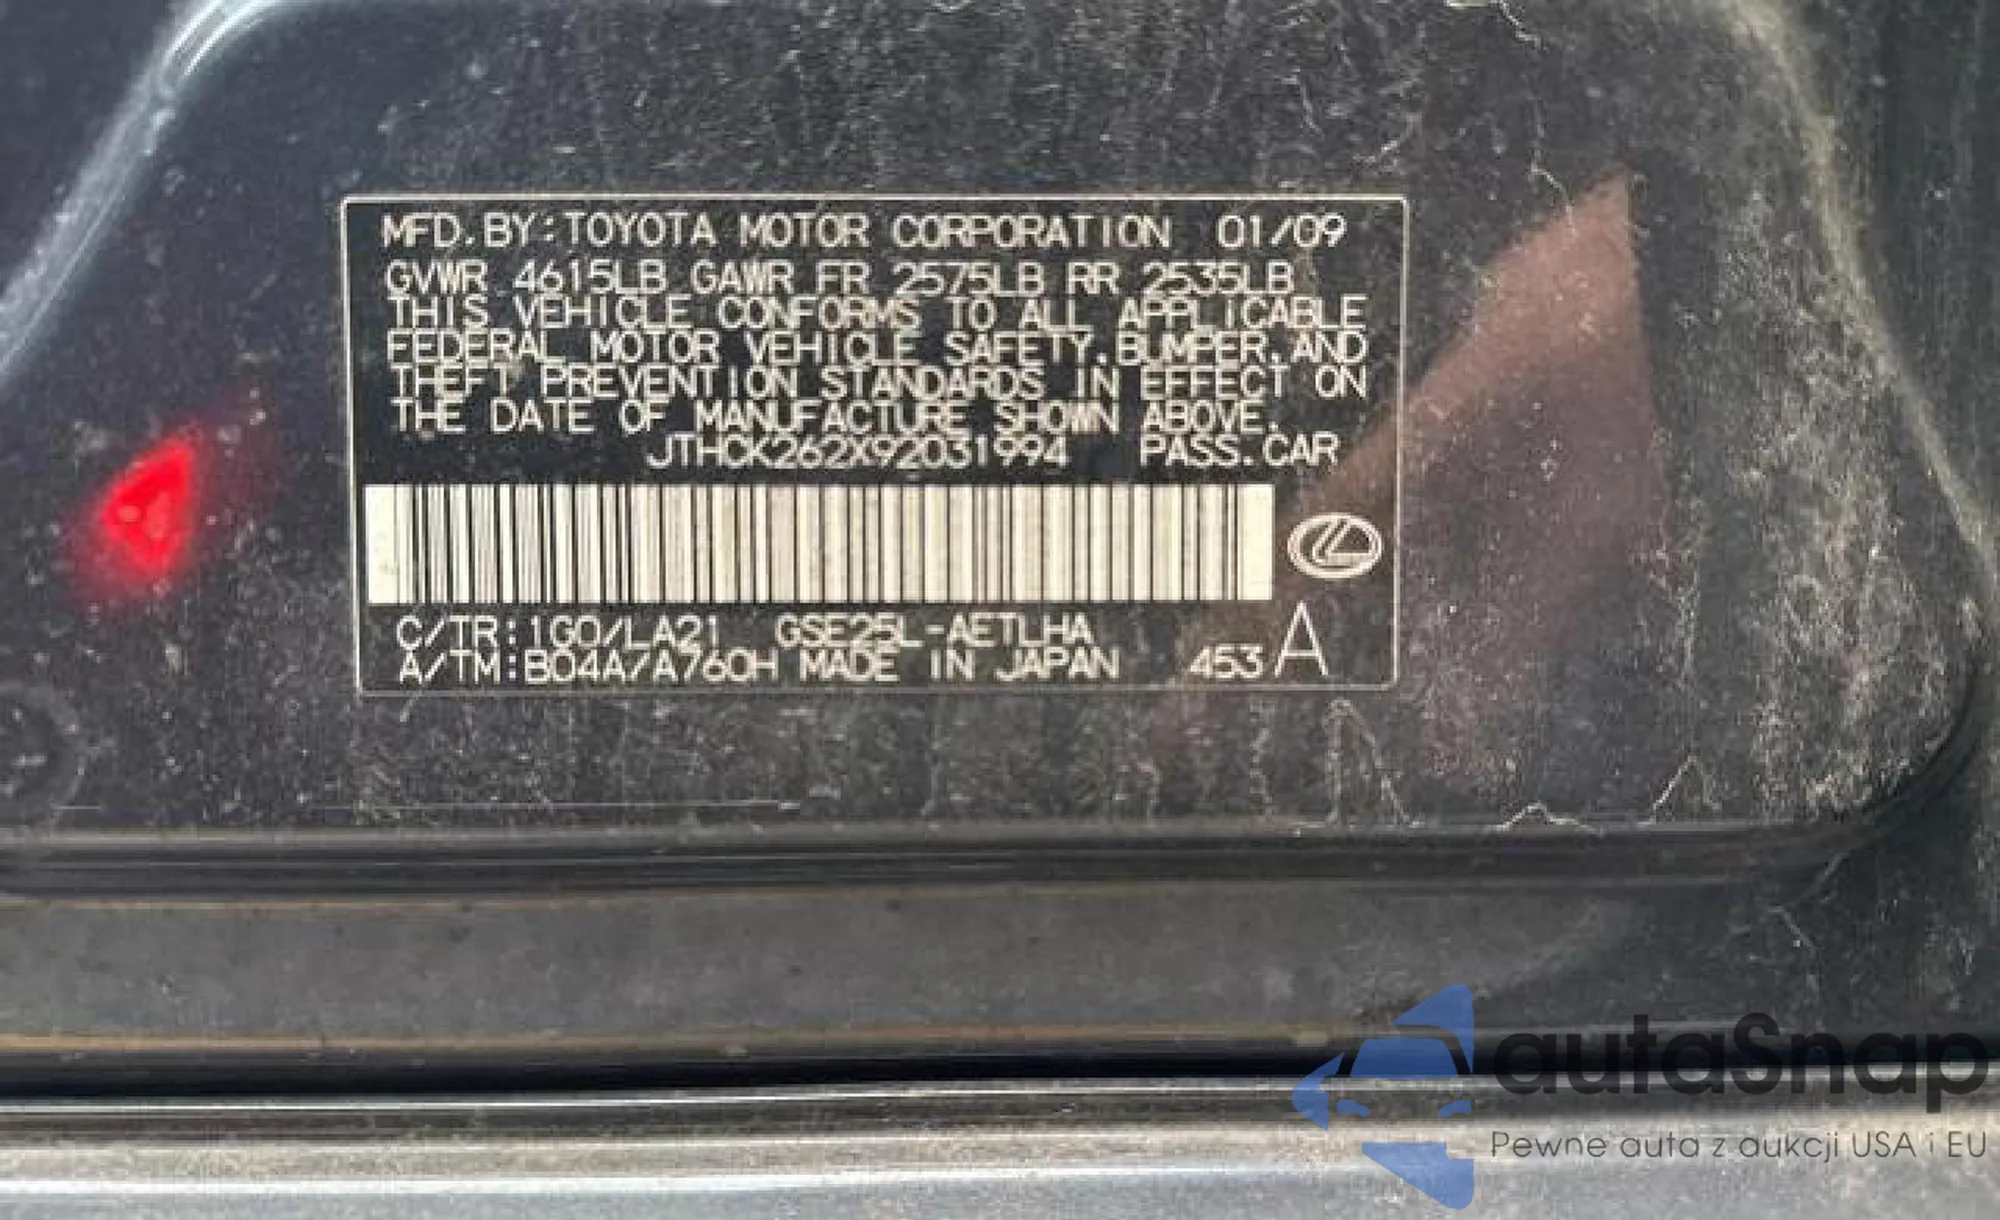 MFD. BY: TOYOTA MOTOR CORPORATION 01/09
GVWR 4615LB GAWR FR 2575LB RR 2535LB
THIS VEHICLE CONFORMS TO ALL APPLICABLE
FEDERAL MOTOR VEHICLE SAFETY, BUMPER, AND
THEFT PREVENTION STANDARDS IN EFFECT ON
THE DATE OF MANUFACTURE SHOWN ABOVE.
JTHCK262X92031994 PASS. CAR
C/TR: 1G0/LA21 GSE25L-AETLHA
A/TM: B04A/A760H MADE IN JAPAN 453 A
autaSnap
Pewne auta z aukcji USA i EU